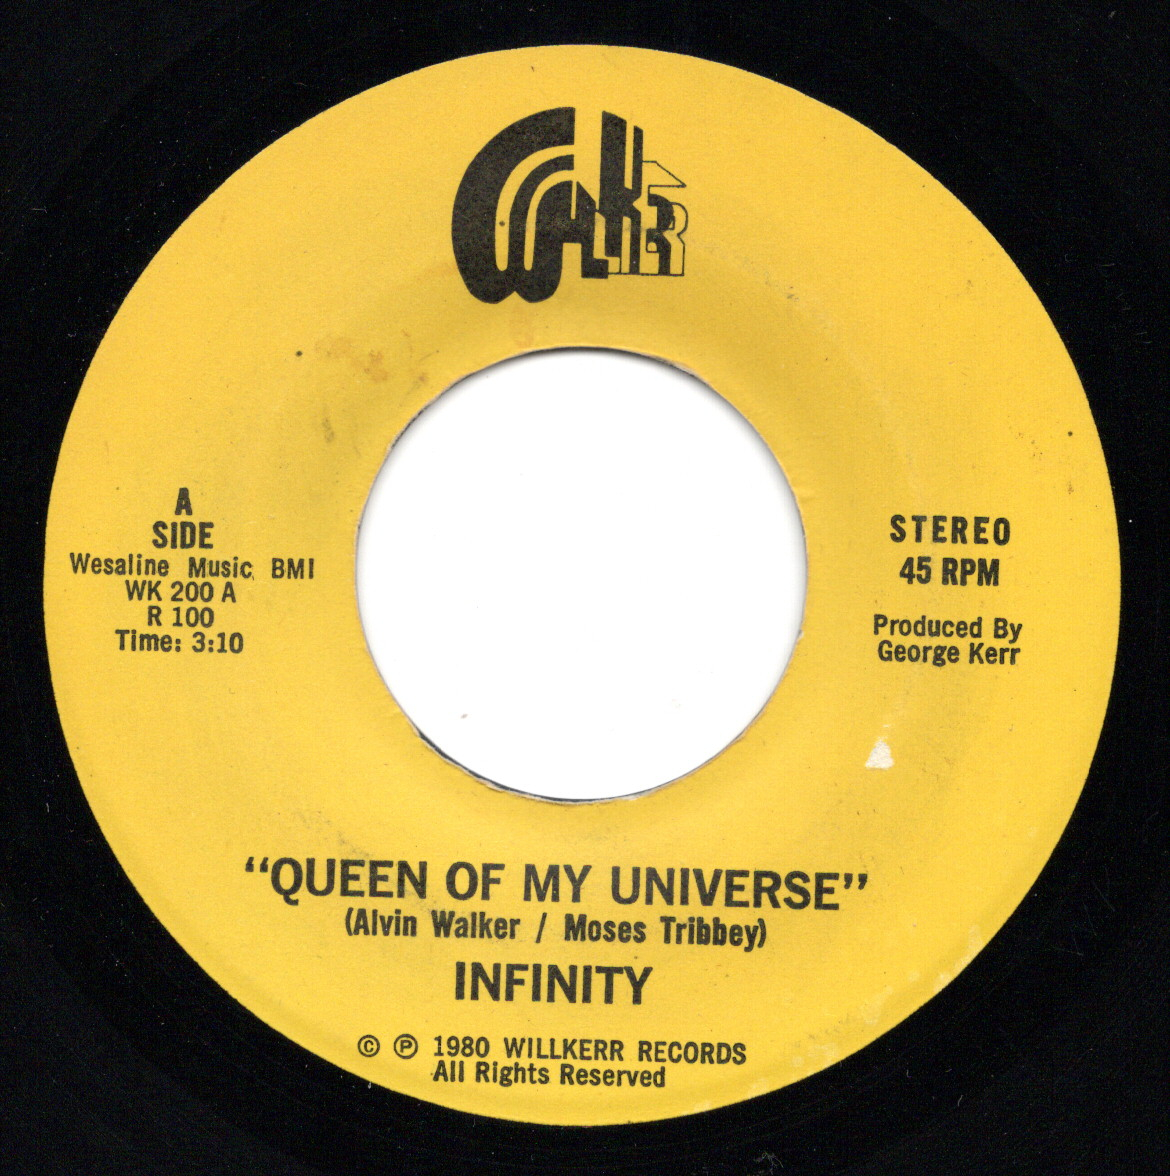 WALKER
A
SIDE
Wesaline Music BMI
WK 200 A
R 100
Time: 3:10
STEREO
45 RPM
Produced By
George Kerr
“QUEEN OF MY UNIVERSE”
(Alvin Walker / Moses Tribbey)
INFINITY
© ℗ 1980 WILLKERR RECORDS
All Rights Reserved